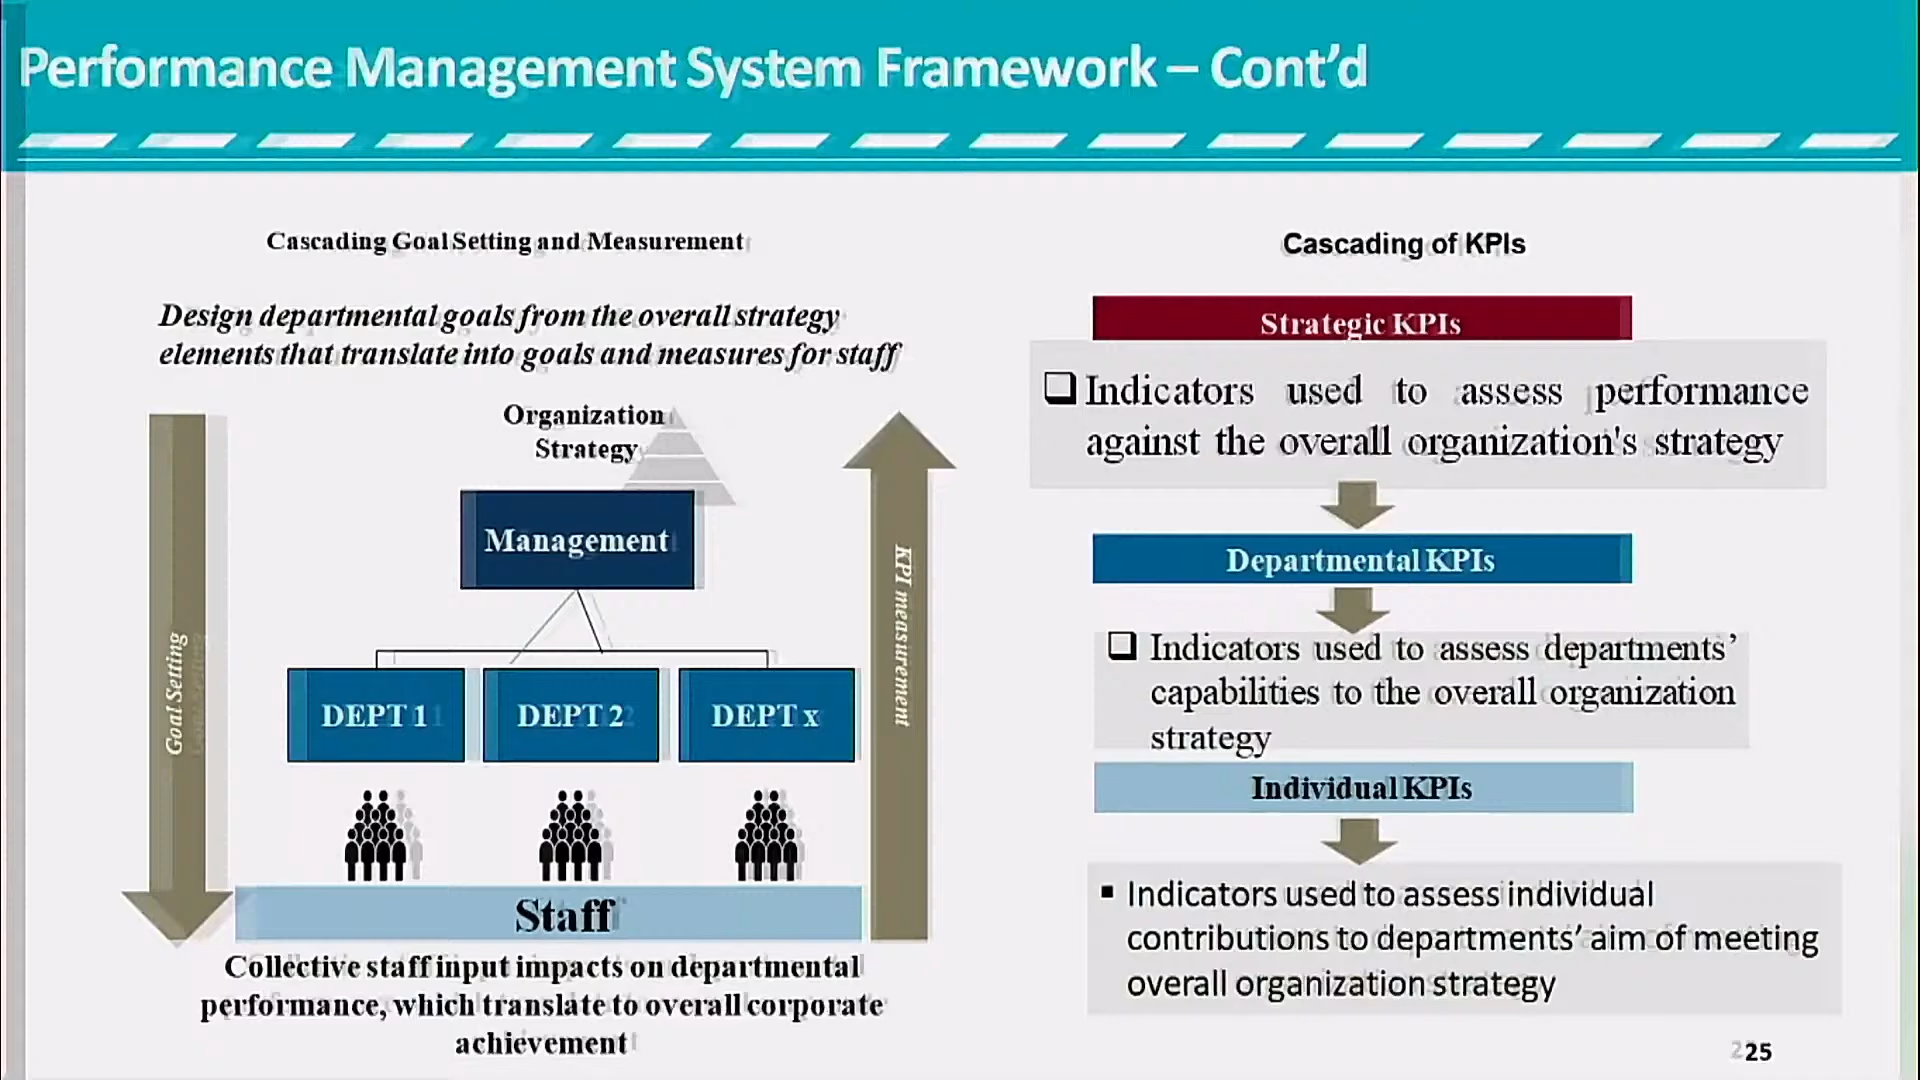 Performance Management System Framework – Cont’d
Cascading Goal Setting and Measurement
Design departmental goals from the overall strategy
elements that translate into goals and measures for staff
Organization
Strategy
Management
Goal Setting
KPI measurement
DEPT 1
DEPT 2
DEPT x
Staff
Collective staff input impacts on departmental
performance, which translate to overall corporate
achievement
Cascading of KPIs
Strategic KPIs
❑ Indicators used to assess performance
against the overall organization's strategy
Departmental KPIs
❑ Indicators used to assess departments’
capabilities to the overall organization
strategy
Individual KPIs
▪ Indicators used to assess individual
contributions to departments’ aim of meeting
overall organization strategy
25